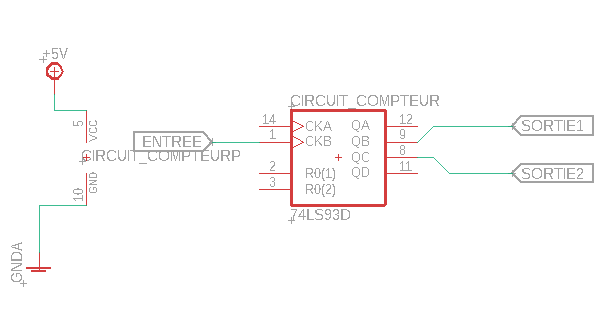 +5V
CIRCUIT_COMPTEUR
5
VCC
14
CKA
QA
12
SORTIE1
ENTREE
1
CKB
QB
9
CIRCUIT_COMPTEURP
QC
8
2
R0(1)
QD
11
SORTIE2
3
R0(2)
10
GND
74LS93D
GNDA